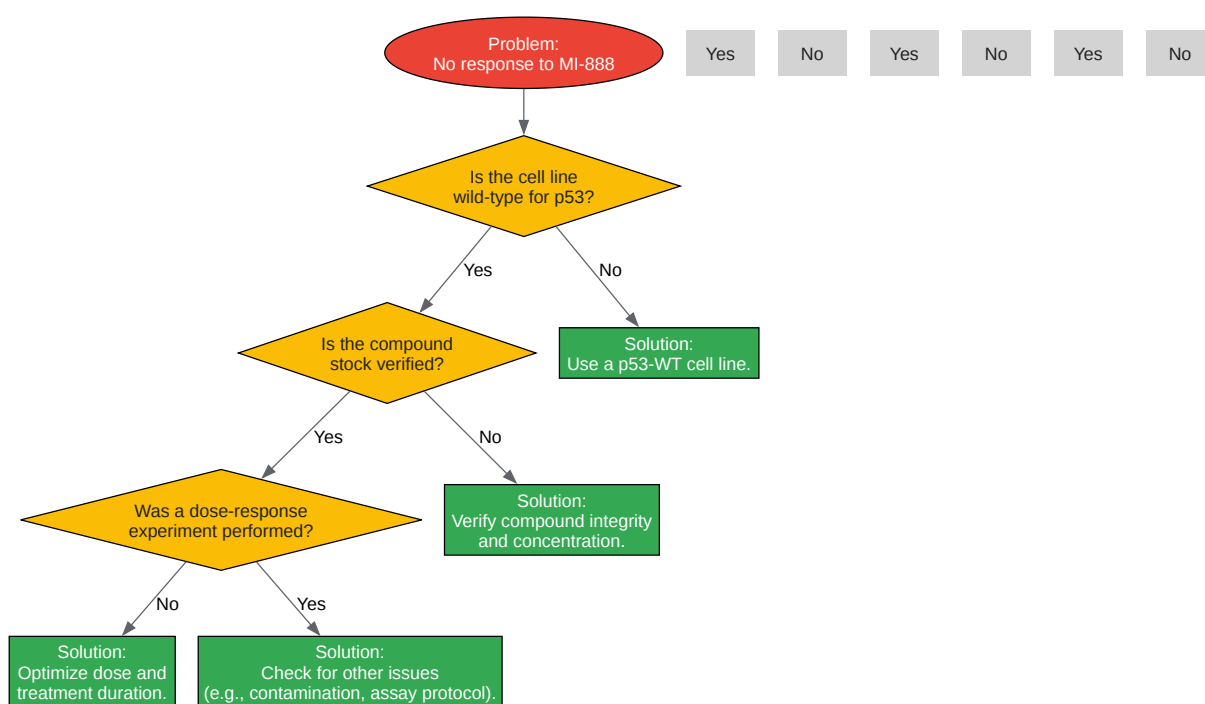 Problem:
No response to MI-888
Yes
No
Yes
No
Yes
No
Is the cell line
wild-type for p53?
Yes
No
Is the compound
stock verified?
Solution:
Use a p53-WT cell line.
Yes
No
Was a dose-response
experiment performed?
Solution:
Verify compound integrity
and concentration.
No
Yes
Solution:
Optimize dose and
treatment duration.
Solution:
Check for other issues
(e.g., contamination, assay protocol).